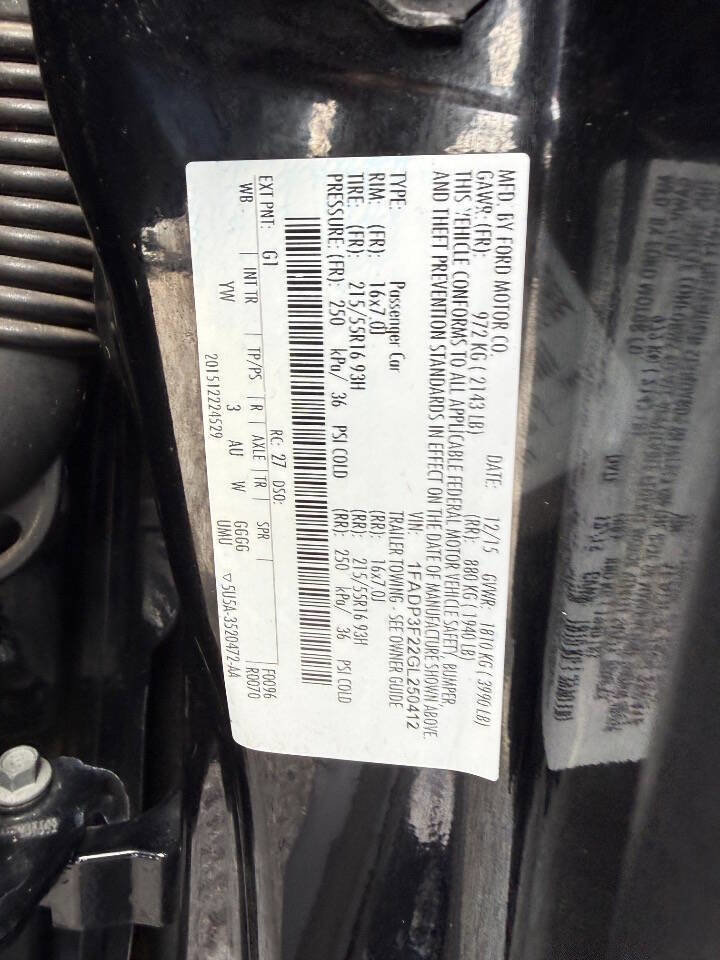 MFD. BY FORD MOTOR CO.
DATE: 12/15 GVWR: 1810 KG ( 3990 LB)
GAWR: (FR): 972 KG ( 2143 LB) (RR): 880 KG ( 1940 LB)
THIS VEHICLE CONFORMS TO ALL APPLICABLE FEDERAL MOTOR VEHICLE SAFETY, BUMPER,
AND THEFT PREVENTION STANDARDS IN EFFECT ON THE DATE OF MANUFACTURE SHOWN ABOVE.
VIN: 1FADP3F22GL250412
TYPE: Passenger Car TRAILER TOWING - SEE OWNER GUIDE
RIM: (FR): 16x7.0J (RR): 16x7.0J
TIRE: (FR): 215/55R16 93H (RR): 215/55R16 93H
PRESSURE: (FR): 250 kPa/ 36 PSI COLD (RR): 250 kPa/ 36 PSI COLD
RC: 27 DSO: F0096
EXT PNT: G1 R0070
WB INT TR TP/PS R AXLE TR SPR
YW 3 AU W GGGG
UMU ▽5U5A-3520472-AA
201512224529